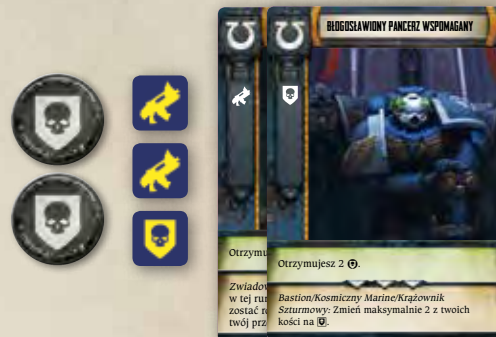 BŁOGOSŁAWIONY PANCERZ WSPOMAGANY
Otrzymujesz 2 .
Bastion/Kosmiczny Marine/Krążownik
Szturmowy: Zmień maksymalnie 2 z twoich
kości na .
Otrzymu
Zwiadow
w tej run
zostać r
twój prz